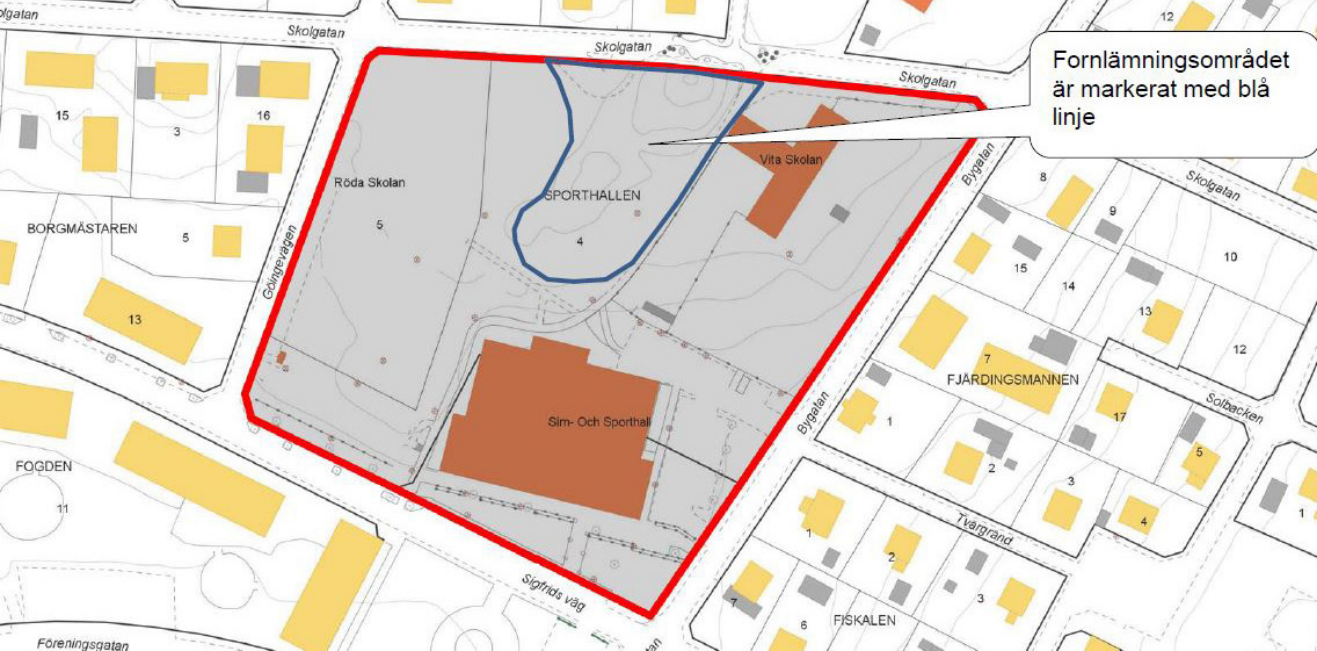 olgatan
Skolgatan
Skolgatan
Skolgatan
12
Fornlämningsområdet
är markerat med blå
linje
15
3
16
Röda Skolan
5
SPORTHALLEN
4
Vita Skolan
Bygatan
Skolgatan
8
9
10
BORGMÄSTAREN
5
Göingevägen
13
15
14
13
12
7
FJÄRDINGSMANNEN
Solbacken
17
5
1
2
3
4
1
Sim- Och Sporthall
Bygatan
FOGDEN
11
Tvärgränd
1
2
3
7
6
FISKALEN
Sigfrids väg
tan
Föreningsgatan